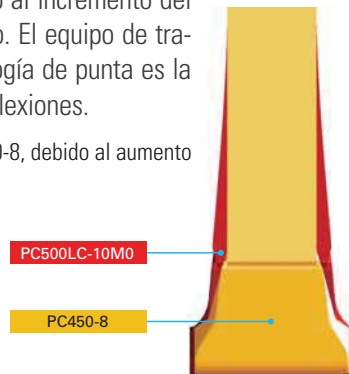 o al incremento del
o. El equipo de tra-
ogía de punta es la
lexiones.
0-8, debido al aumento
PC500LC-10M0
PC450-8